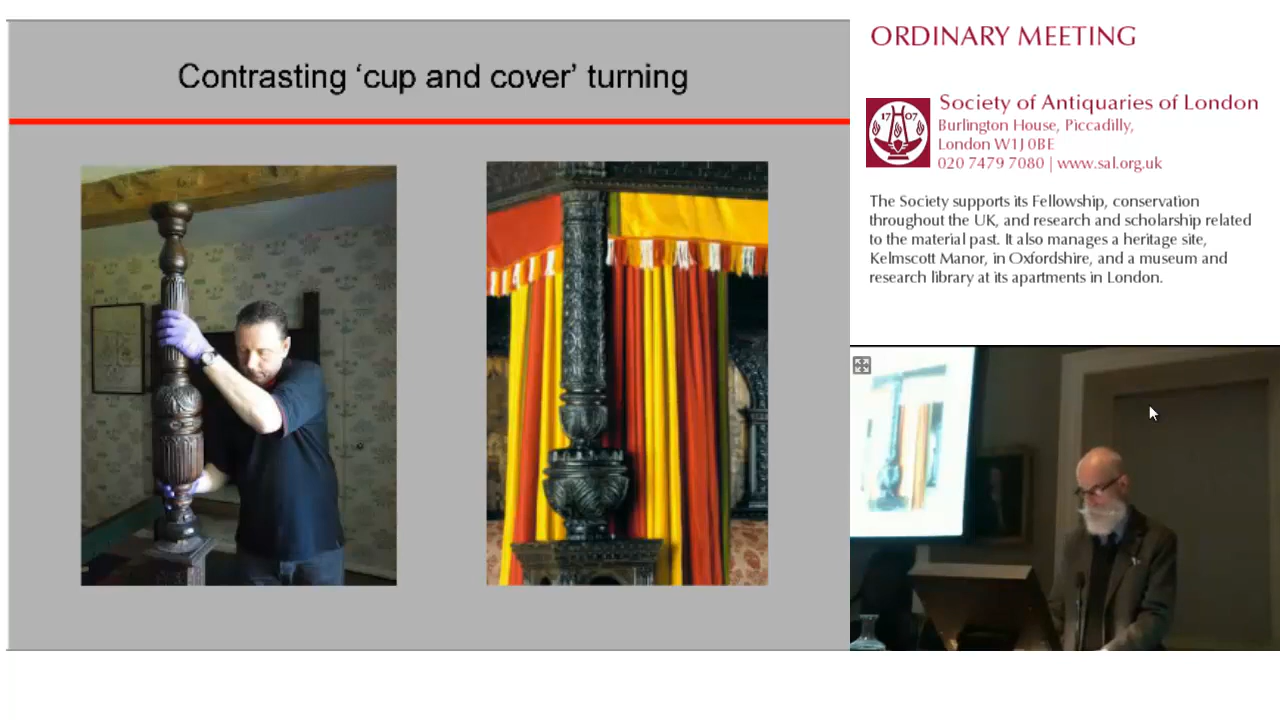 Contrasting ‘cup and cover’ turning
ORDINARY MEETING
17 07
Society of Antiquaries of London
Burlington House, Piccadilly,
London W1J 0BE
020 7479 7080 | www.sal.org.uk
The Society supports its Fellowship, conservation
throughout the UK, and research and scholarship related
to the material past. It also manages a heritage site,
Kelmscott Manor, in Oxfordshire, and a museum and
research library at its apartments in London.